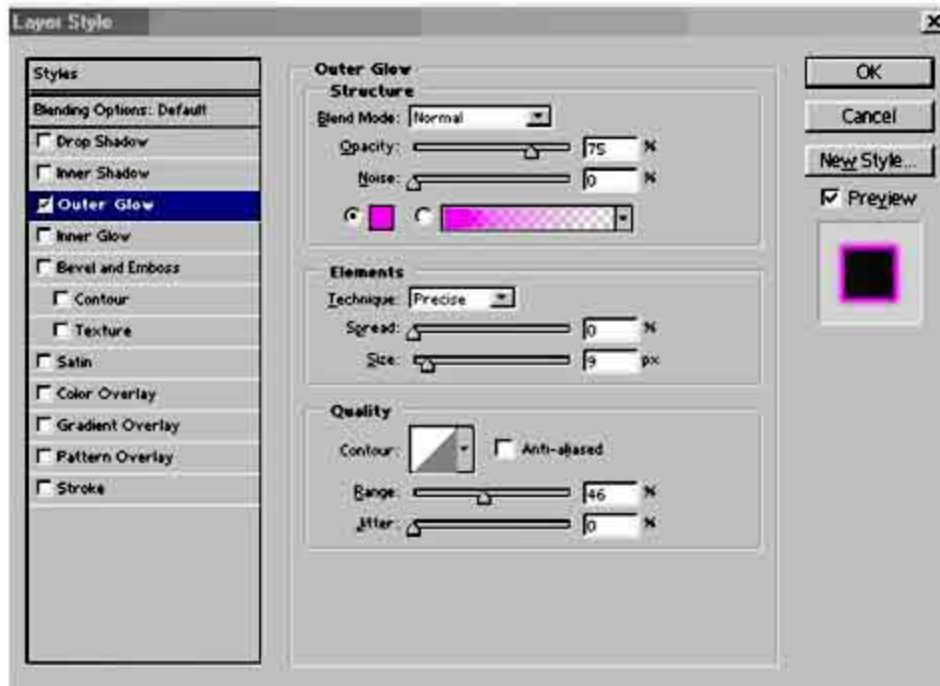 Layer Style
Styles
Blending Options: Default
Drop Shadow
Inner Shadow
Outer Glow
Inner Glow
Bevel and Emboss
Contour
Texture
Satin
Color Overlay
Gradient Overlay
Pattern Overlay
Stroke
Outer Glow
Structure
Blend Mode: Normal
Opacity: 75 %
Noise: 0 %
Elements
Technique: Precise
Spread: 0 %
Size: 9 px
Quality
Contour: Anti-aliased
Range: 46 %
Jitter: 0 %
OK
Cancel
New Style...
Preview